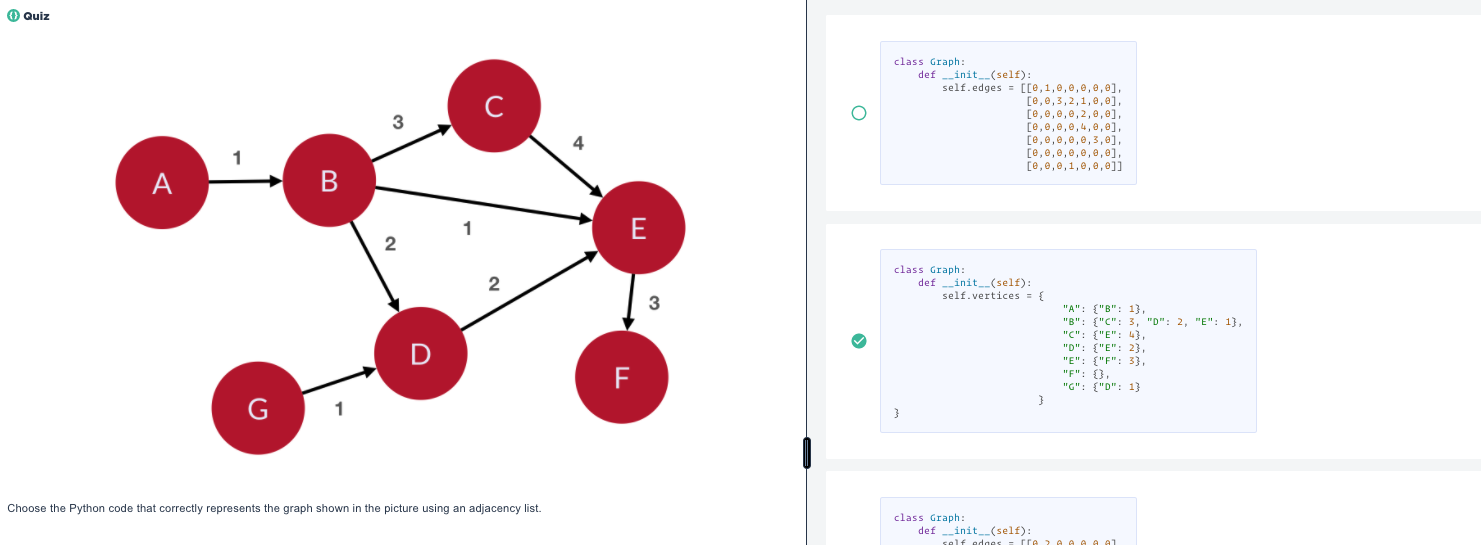 Quiz
C
3
4
1
A
B
E
1
2
2
3
D
F
G
1
Choose the Python code that correctly represents the graph shown in the picture using an adjacency list.
class Graph:
    def __init__(self):
        self.edges = [[0,1,0,0,0,0,0],
                      [0,0,3,2,1,0,0],
                      [0,0,0,0,2,0,0],
                      [0,0,0,0,4,0,0],
                      [0,0,0,0,0,3,0],
                      [0,0,0,0,0,0,0],
                      [0,0,0,1,0,0,0]]
class Graph:
    def __init__(self):
        self.vertices = {
                            "A": {"B": 1},
                            "B": {"C": 3, "D": 2, "E": 1},
                            "C": {"E": 4},
                            "D": {"E": 2},
                            "E": {"F": 3},
                            "F": {},
                            "G": {"D": 1}
                        }
}
class Graph:
    def __init__(self):
        self.edges = [[0,2,0,0,0,0,0],